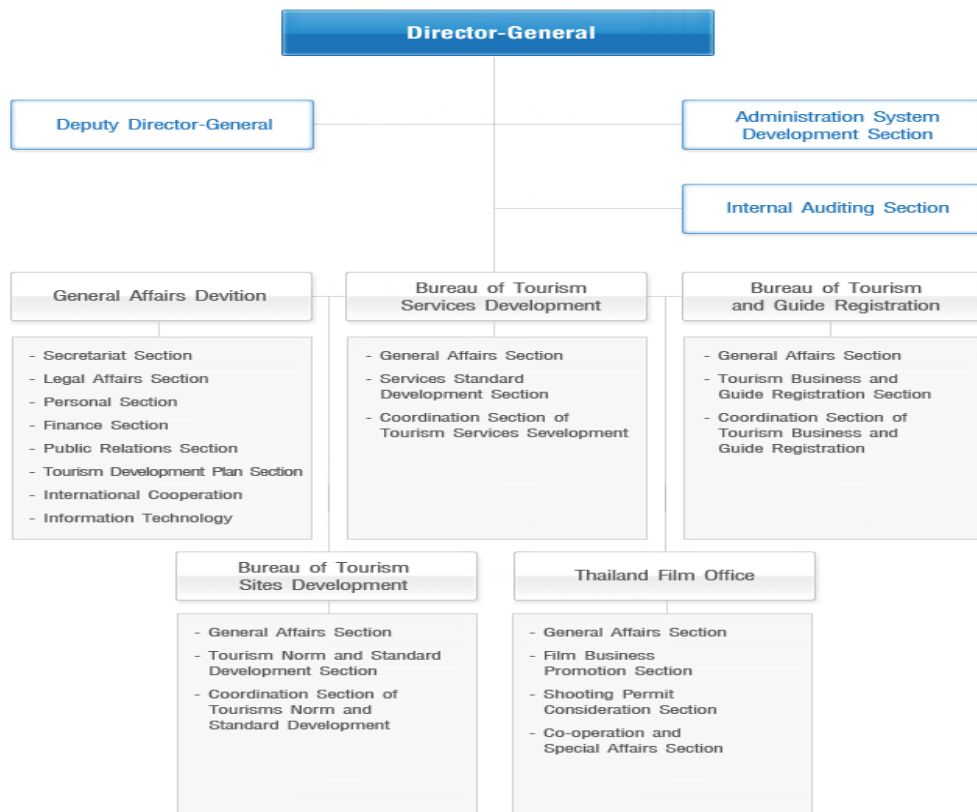 Director-General
Deputy Director-General
Administration System
Development Section
Internal Auditing Section
General Affairs Devition
- Secretariat Section
- Legal Affairs Section
- Personal Section
- Finance Section
- Public Relations Section
- Tourism Development Plan Section
- International Cooperation
- Information Technology
Bureau of Tourism
Services Development
- General Affairs Section
- Services Standard
Development Section
- Coordination Section of
Tourism Services Sevelopment
Bureau of Tourism
and Guide Registration
- General Affairs Section
- Tourism Business and
Guide Registration Section
- Coordination Section of
Tourism Business and
Guide Registration
Bureau of Tourism
Sites Development
- General Affairs Section
- Tourism Norm and Standard
Development Section
- Coordination Section of
Tourisms Norm and
Standard Development
Thailand Film Office
- General Affairs Section
- Film Business
Promotion Section
- Shooting Permit
Consideration Section
- Co-operation and
Special Affairs Section